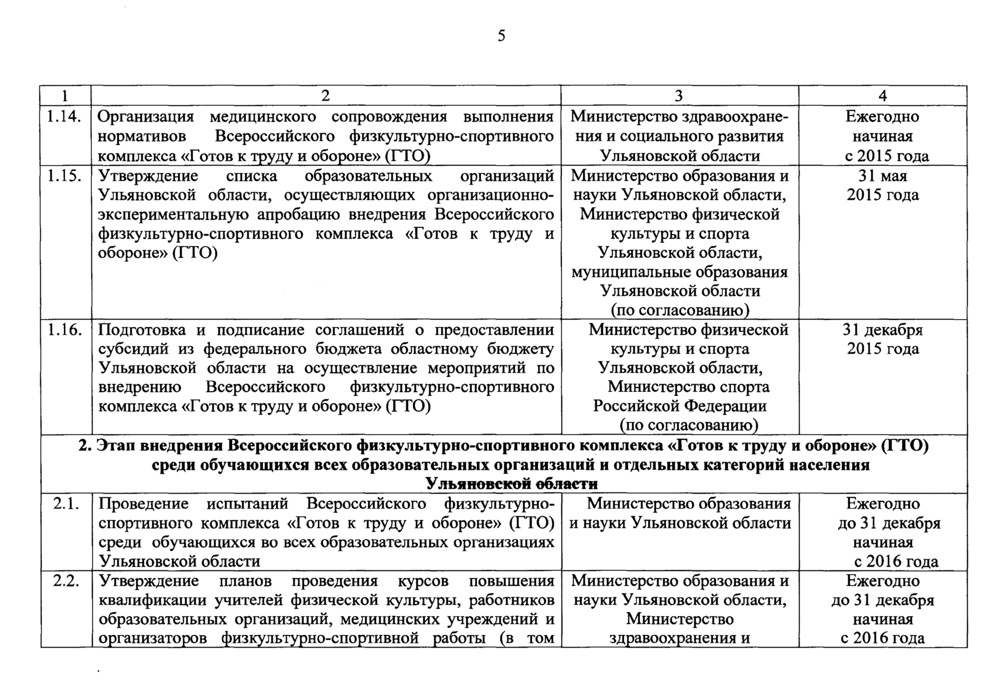 5
1 2 3 4
1.14. Организация медицинского сопровождения выполнения
нормативов Всероссийского физкультурно-спортивного
комплекса «Готов к труду и обороне» (ГТО)
Министерство здравоохране-
ния и социального развития
Ульяновской области
Ежегодно
начиная
с 2015 года
1.15. Утверждение списка образовательных организаций
Ульяновской области, осуществляющих организационно-
экспериментальную апробацию внедрения Всероссийского
физкультурно-спортивного комплекса «Готов к труду и
обороне» (ГТО)
Министерство образования и
науки Ульяновской области,
Министерство физической
культуры и спорта
Ульяновской области,
муниципальные образования
Ульяновской области
(по согласованию)
31 мая
2015 года
1.16. Подготовка и подписание соглашений о предоставлении
субсидий из федерального бюджета областному бюджету
Ульяновской области на осуществление мероприятий по
внедрению Всероссийского физкультурно-спортивного
комплекса «Готов к труду и обороне» (ГТО)
Министерство физической
культуры и спорта
Ульяновской области,
Министерство спорта
Российской Федерации
(по согласованию)
31 декабря
2015 года
2. Этап внедрения Всероссийского физкультурно-спортивного комплекса «Готов к труду и обороне» (ГТО)
среди обучающихся всех образовательных организаций и отдельных категорий населения
Ульяновской области
2.1. Проведение испытаний Всероссийского физкультурно-
спортивного комплекса «Готов к труду и обороне» (ГТО)
среди обучающихся во всех образовательных организациях
Ульяновской области
Министерство образования
и науки Ульяновской области
Ежегодно
до 31 декабря
начиная
с 2016 года
2.2. Утверждение планов проведения курсов повышения
квалификации учителей физической культуры, работников
образовательных организаций, медицинских учреждений и
организаторов физкультурно-спортивной работы (в том
Министерство образования и
науки Ульяновской области,
Министерство
здравоохранения и
Ежегодно
до 31 декабря
начиная
с 2016 года